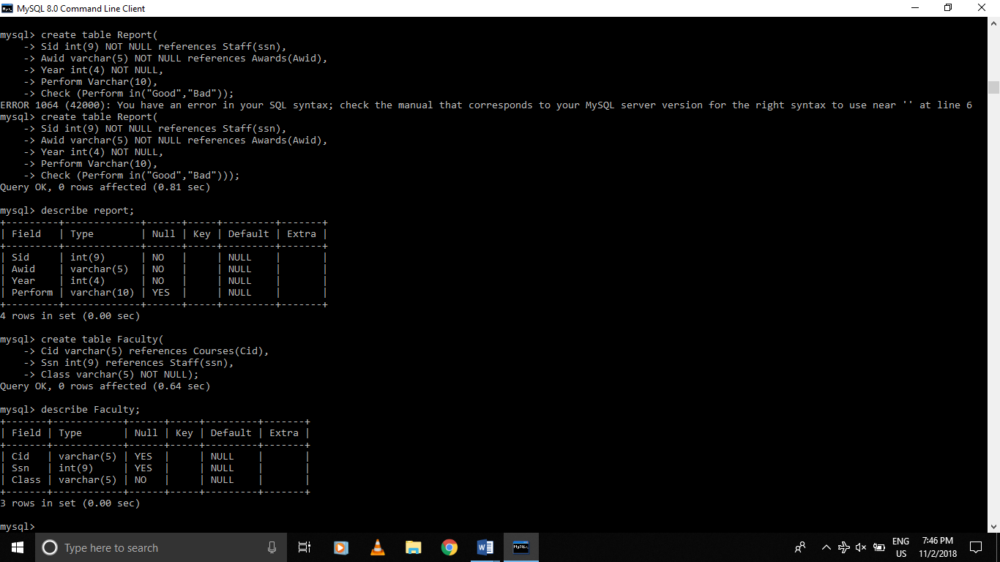 MySQL 8.0 Command Line Client
mysql> create table Report(
    -> Sid int(9) NOT NULL references Staff(ssn),
    -> Awid varchar(5) NOT NULL references Awards(Awid),
    -> Year int(4) NOT NULL,
    -> Perform Varchar(10),
    -> Check (Perform in("Good","Bad"));
ERROR 1064 (42000): You have an error in your SQL syntax; check the manual that corresponds to your MySQL server version for the right syntax to use near '' at line 6
mysql> create table Report(
    -> Sid int(9) NOT NULL references Staff(ssn),
    -> Awid varchar(5) NOT NULL references Awards(Awid),
    -> Year int(4) NOT NULL,
    -> Perform Varchar(10),
    -> Check (Perform in("Good","Bad")));
Query OK, 0 rows affected (0.81 sec)
mysql> describe report;
+---------+-------------+------+-----+---------+-------+
| Field   | Type        | Null | Key | Default | Extra |
+---------+-------------+------+-----+---------+-------+
| Sid     | int(9)      | NO   |     | NULL    |       |
| Awid    | varchar(5)  | NO   |     | NULL    |       |
| Year    | int(4)      | NO   |     | NULL    |       |
| Perform | varchar(10) | YES  |     | NULL    |       |
+---------+-------------+------+-----+---------+-------+
4 rows in set (0.00 sec)
mysql> create table Faculty(
    -> Cid varchar(5) references Courses(Cid),
    -> Ssn int(9) references Staff(ssn),
    -> Class varchar(5) NOT NULL);
Query OK, 0 rows affected (0.64 sec)
mysql> describe Faculty;
+-------+------------+------+-----+---------+-------+
| Field | Type       | Null | Key | Default | Extra |
+-------+------------+------+-----+---------+-------+
| Cid   | varchar(5) | YES  |     | NULL    |       |
| Ssn   | int(9)     | YES  |     | NULL    |       |
| Class | varchar(5) | NO   |     | NULL    |       |
+-------+------------+------+-----+---------+-------+
3 rows in set (0.00 sec)
mysql>
Type here to search
ENG
US
7:46 PM
11/2/2018